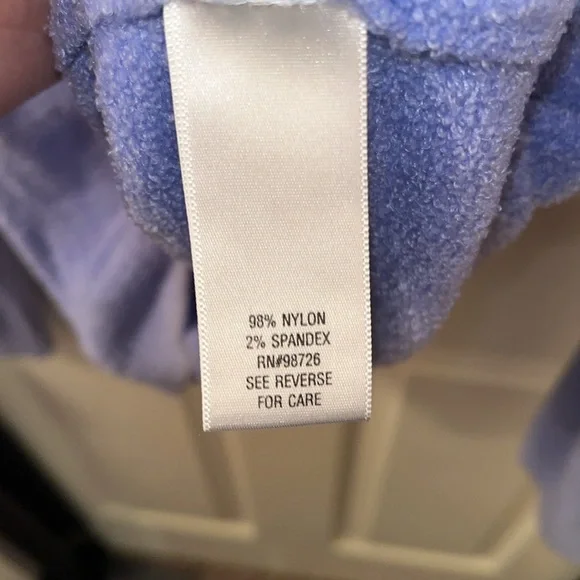 98% NYLON
2% SPANDEX
RN#98726
SEE REVERSE
FOR CARE